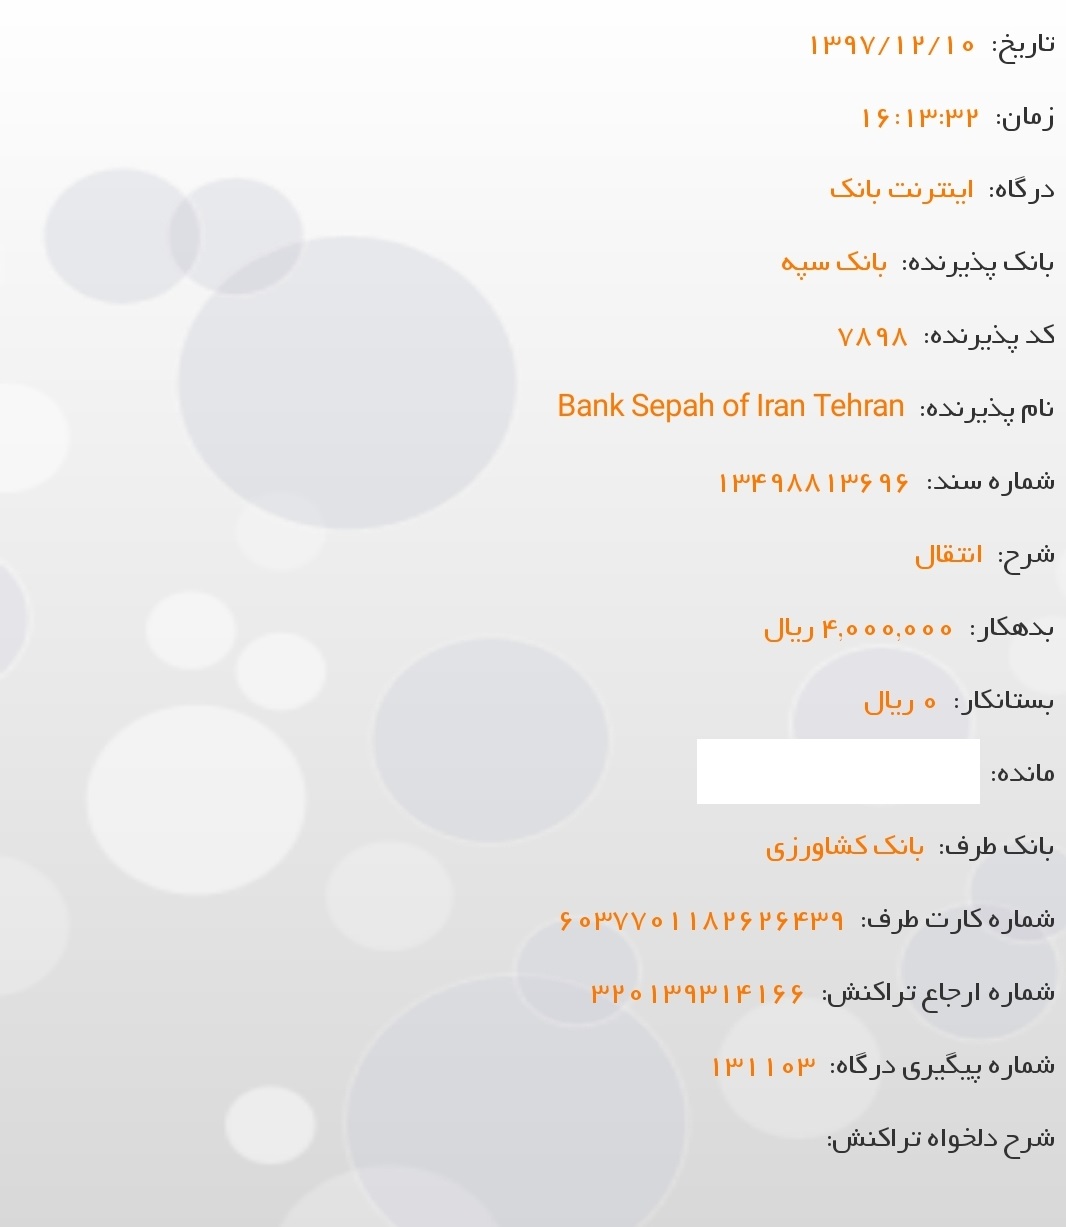 تاریخ: ۱۳۹۷/۱۲/۱۰
زمان: ۱۶:۱۳:۳۲
درگاه: اینترنت بانک
بانک پذیرنده: بانک سپه
کد پذیرنده: ۷۸۹۸
نام پذیرنده: Bank Sepah of Iran Tehran
شماره سند: ۱۳۴۹۸۸۱۳۶۹۶
شرح: انتقال
بدهکار: ۴,۰۰۰,۰۰۰ ریال
بستانکار: ۰ ریال
مانده:
بانک طرف: بانک کشاورزی
شماره کارت طرف: ۶۰۳۷۷۰۱۱۸۲۶۲۶۴۳۹
شماره ارجاع تراکنش: ۳۲۰۱۳۹۳۱۴۱۶۶
شماره پیگیری درگاه: ۱۳۱۱۰۳
شرح دلخواه تراکنش: